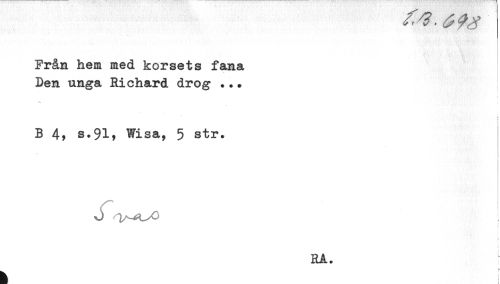 E.B. 698
Från hem med korsets fana
Den unga Richard drog ...
B 4, s.91, Wisa, 5 str.
Svas
RA.